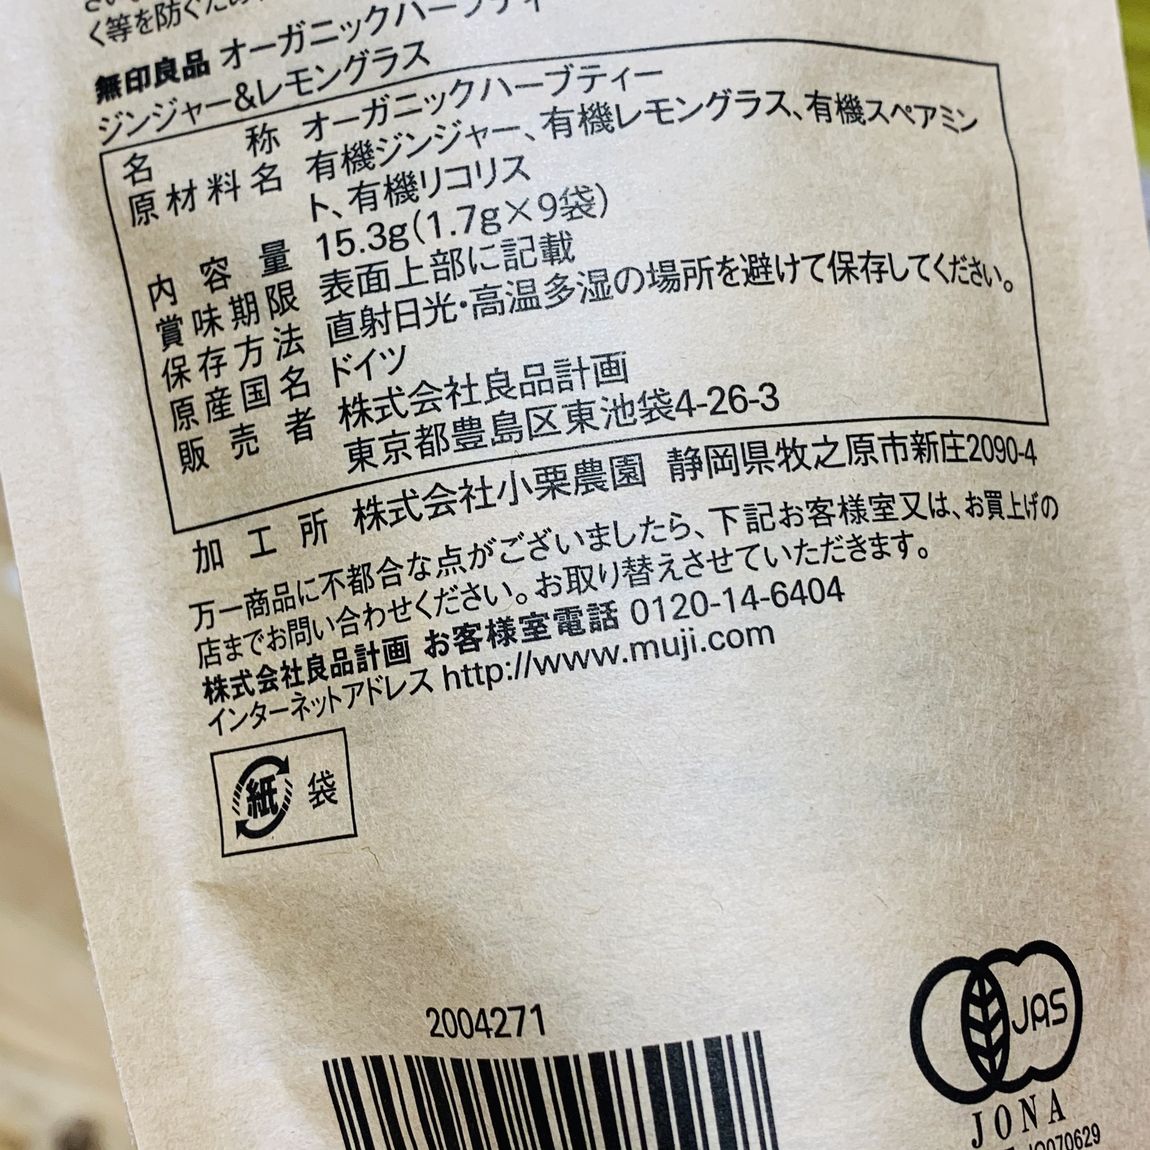 く等を防ぐため
無印良品 オーガニックハーブティー
ジンジャー&レモングラス
名称 オーガニックハーブティー
原材料名 有機ジンジャー、有機レモングラス、有機スペアミン
ト、有機リコリス
内容量 15.3g(1.7g×9袋)
賞味期限 表面上部に記載
保存方法 直射日光・高温多湿の場所を避けて保存してください。
原産国名 ドイツ
販売者 株式会社良品計画
東京都豊島区東池袋4-26-3
加工所 株式会社小栗農園 静岡県牧之原市新庄2090-4
万一商品に不都合な点がございましたら、下記お客様室又は、お買上げの
店までお問い合わせください。お取り替えさせていただきます。
株式会社良品計画 お客様室電話 0120-14-6404
インターネットアドレス http://www.muji.com
紙 袋
2004271
JAS
JONA